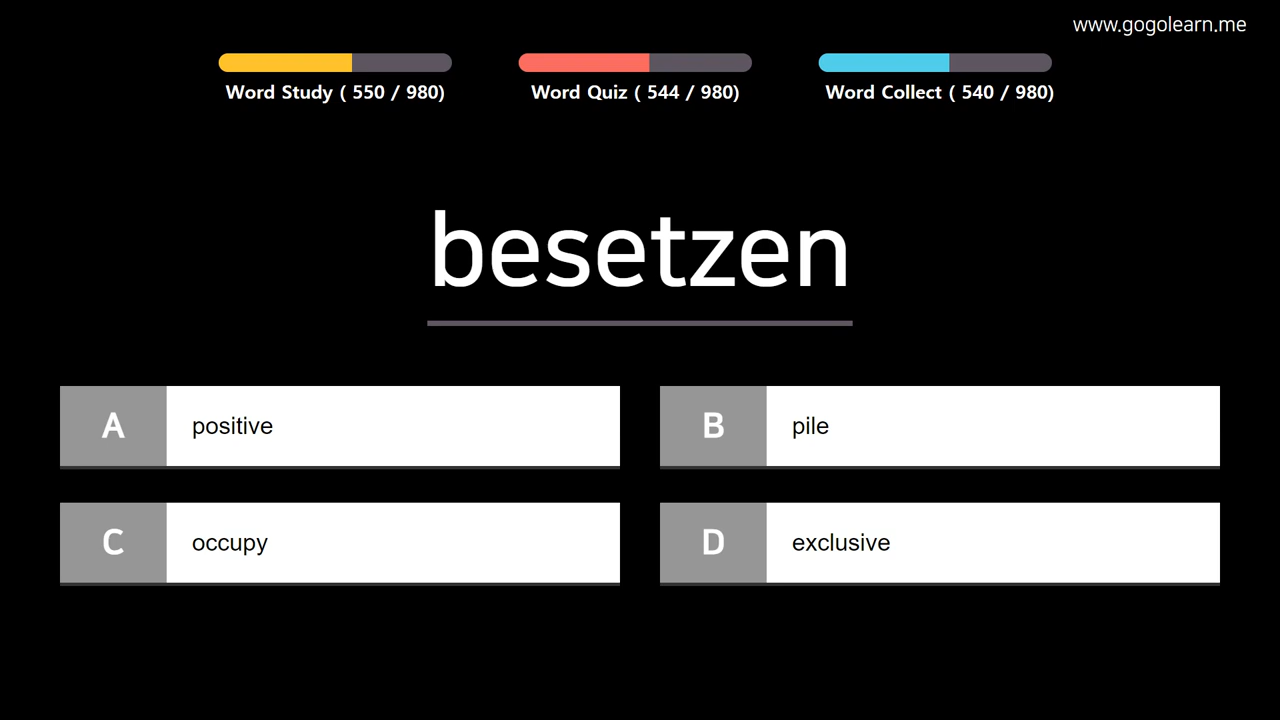 www.gogolearn.me
Word Study ( 550 / 980)
Word Quiz ( 544 / 980)
Word Collect ( 540 / 980)
besetzen
A positive
B pile
C occupy
D exclusive